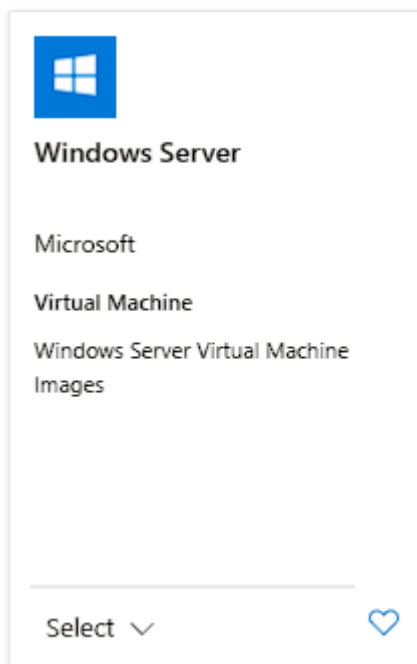 Windows Server
Microsoft
Virtual Machine
Windows Server Virtual Machine
Images
Select